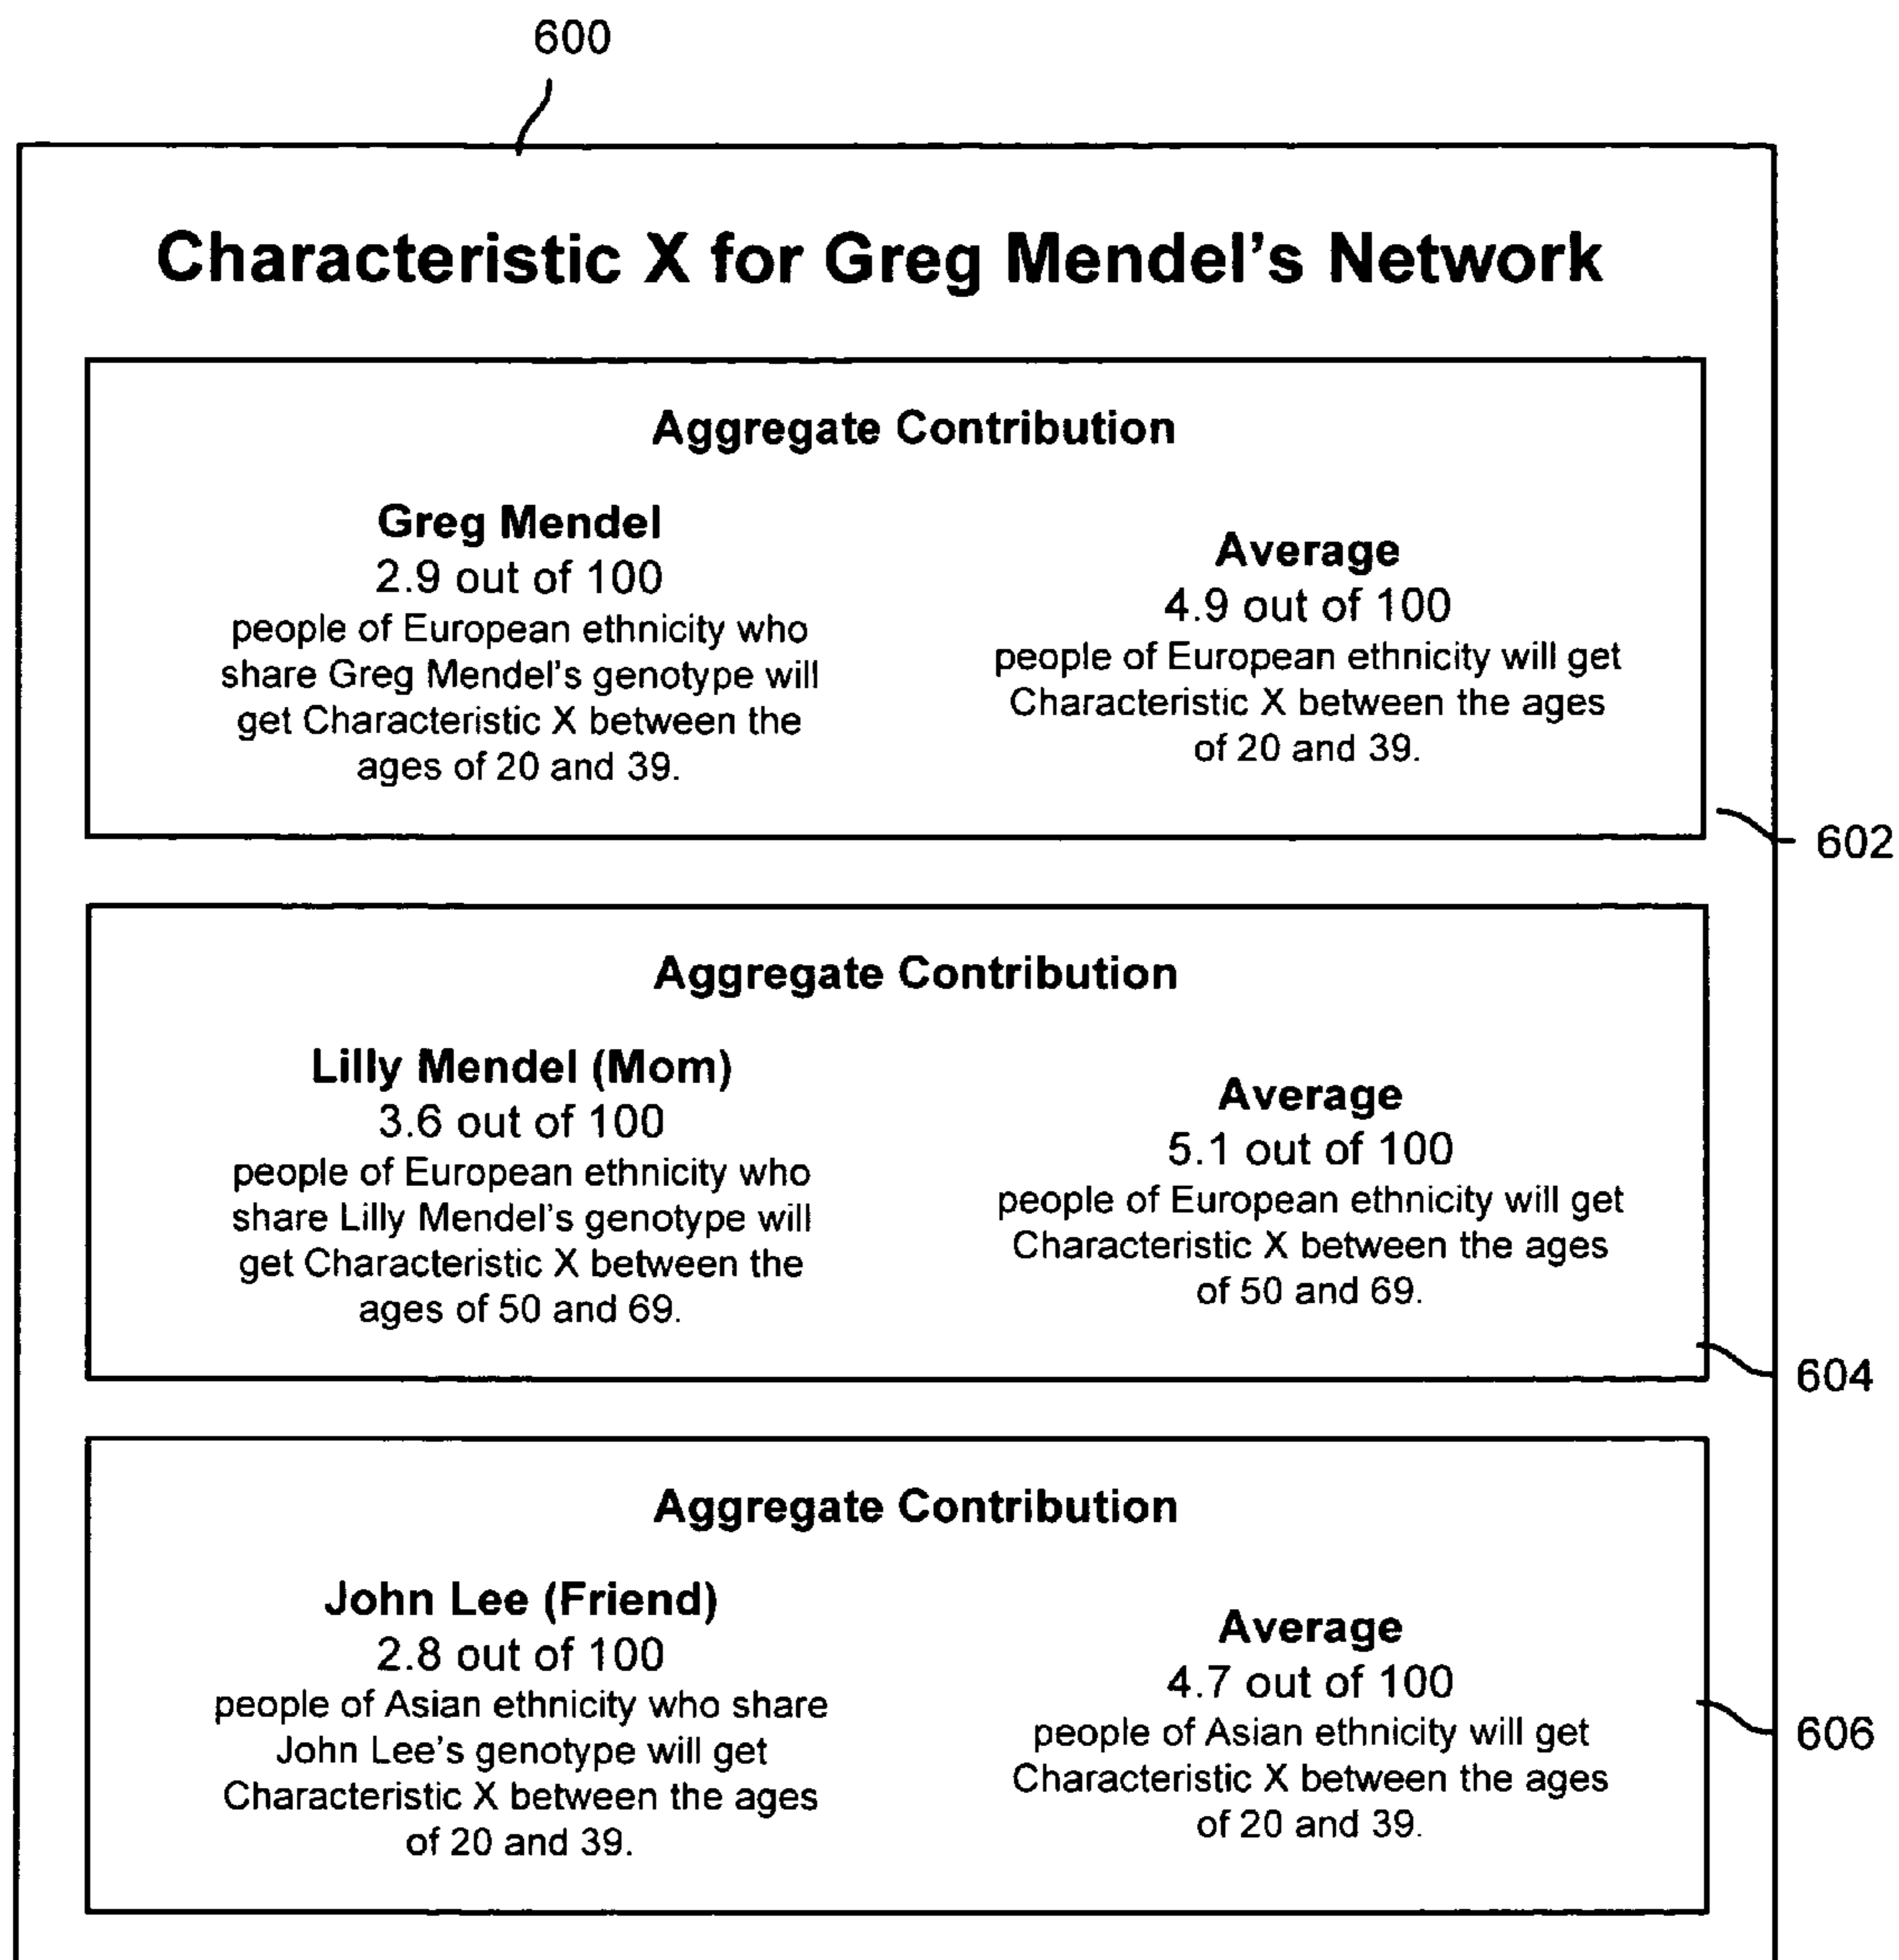 600
Characteristic X for Greg Mendel's Network
Aggregate Contribution
Greg Mendel
2.9 out of 100
people of European ethnicity who
share Greg Mendel's genotype will
get Characteristic X between the
ages of 20 and 39.
Average
4.9 out of 100
people of European ethnicity will get
Characteristic X between the ages
of 20 and 39.
602
Aggregate Contribution
Lilly Mendel (Mom)
3.6 out of 100
people of European ethnicity who
share Lilly Mendel's genotype will
get Characteristic X between the
ages of 50 and 69.
Average
5.1 out of 100
people of European ethnicity will get
Characteristic X between the ages
of 50 and 69.
604
Aggregate Contribution
John Lee (Friend)
2.8 out of 100
people of Asian ethnicity who share
John Lee's genotype will get
Characteristic X between the ages
of 20 and 39.
Average
4.7 out of 100
people of Asian ethnicity will get
Characteristic X between the ages
of 20 and 39.
606